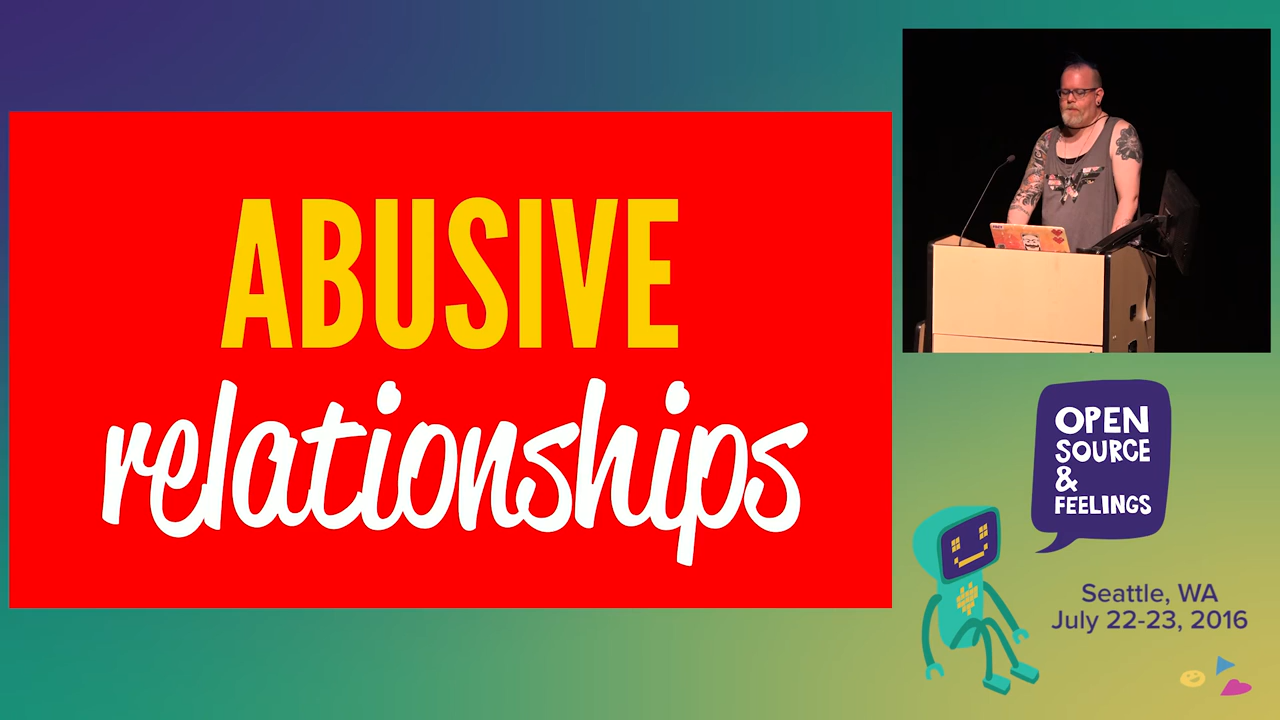 ABUSIVE
relationships
OPEN
SOURCE
&
FEELINGS
Seattle, WA
July 22-23, 2016